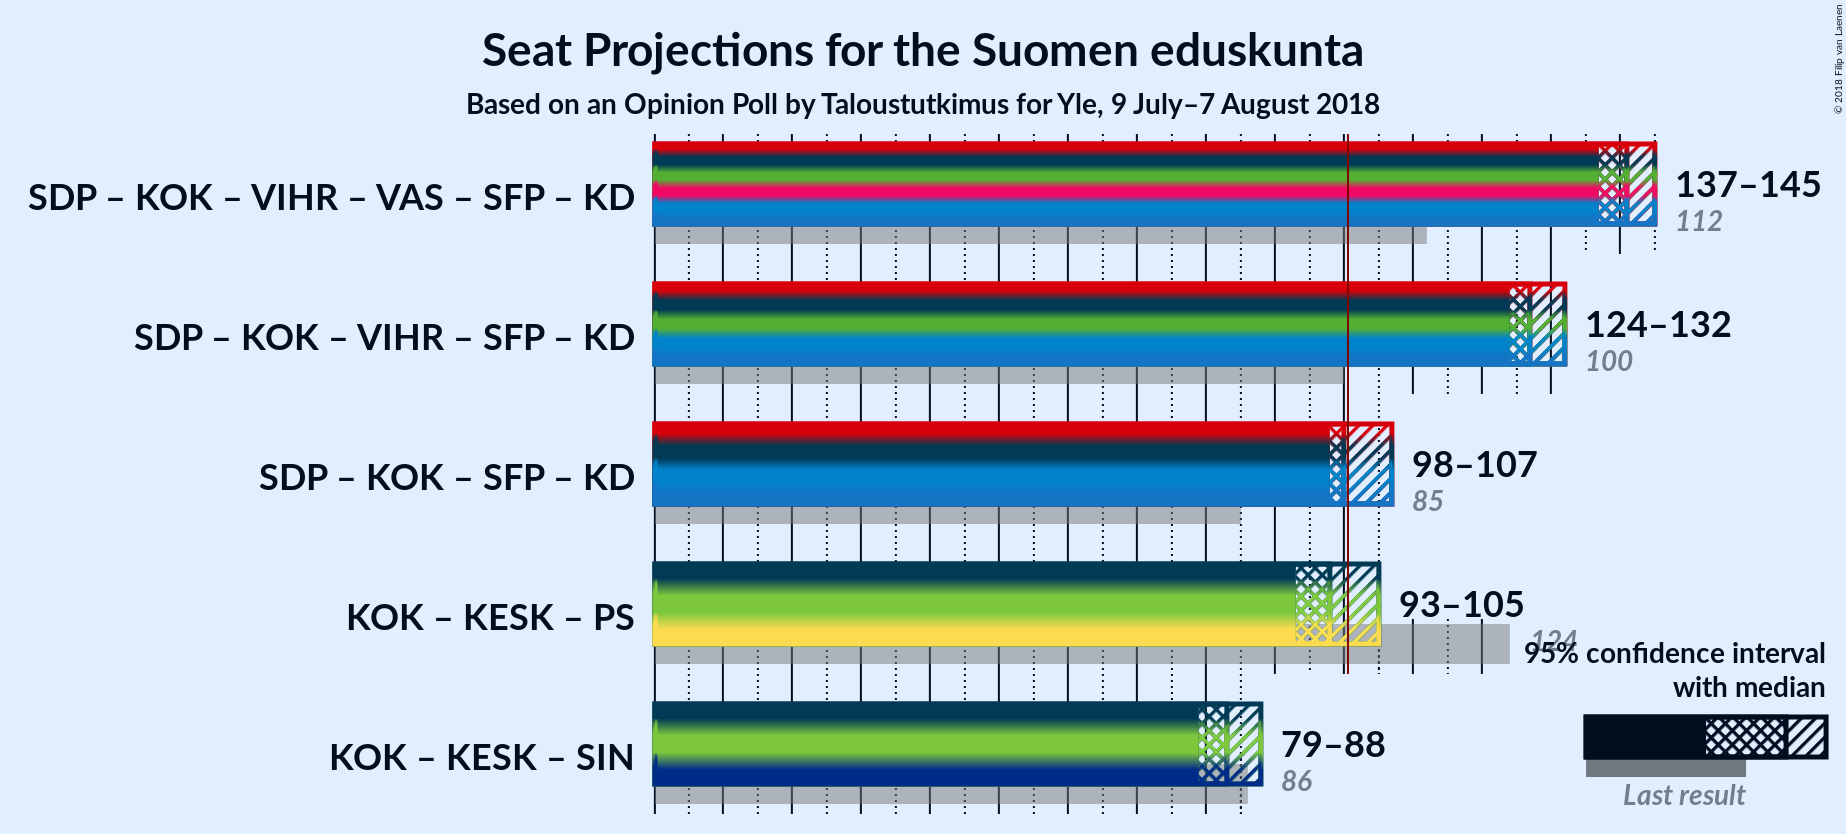 Seat Projections for the Suomen eduskunta
Based on an Opinion Poll by Taloustutkimus for Yle, 9 July–7 August 2018
© 2018 Filip van Laenen
SDP – KOK – VIHR – VAS – SFP – KD
137–145
112
SDP – KOK – VIHR – SFP – KD
124–132
100
SDP – KOK – SFP – KD
98–107
85
KOK – KESK – PS
93–105
124
KOK – KESK – SIN
79–88
86
95% confidence interval
with median
Last result